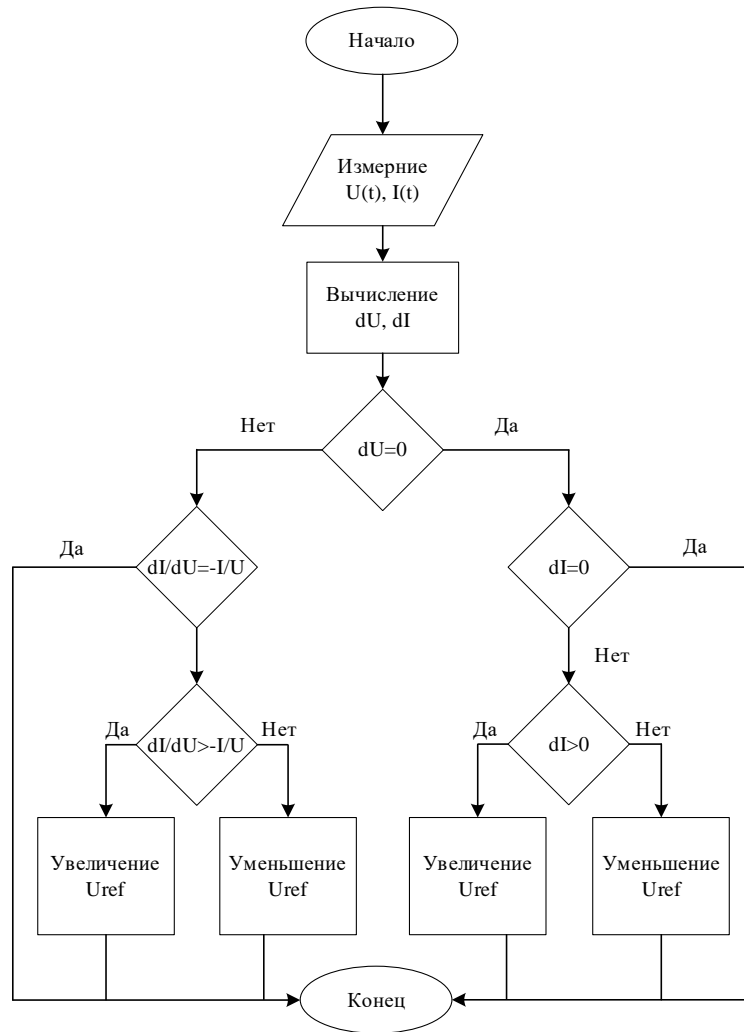 Начало
Измерние
U(t), I(t)
Вычисление
dU, dI
Нет
dU=0
Да
Да
dI/dU=-I/U
dI=0
Да
Нет
Да
dI/dU>-I/U
Нет
Да
dI>0
Нет
Увеличение
Uref
Уменьшение
Uref
Увеличение
Uref
Уменьшение
Uref
Конец